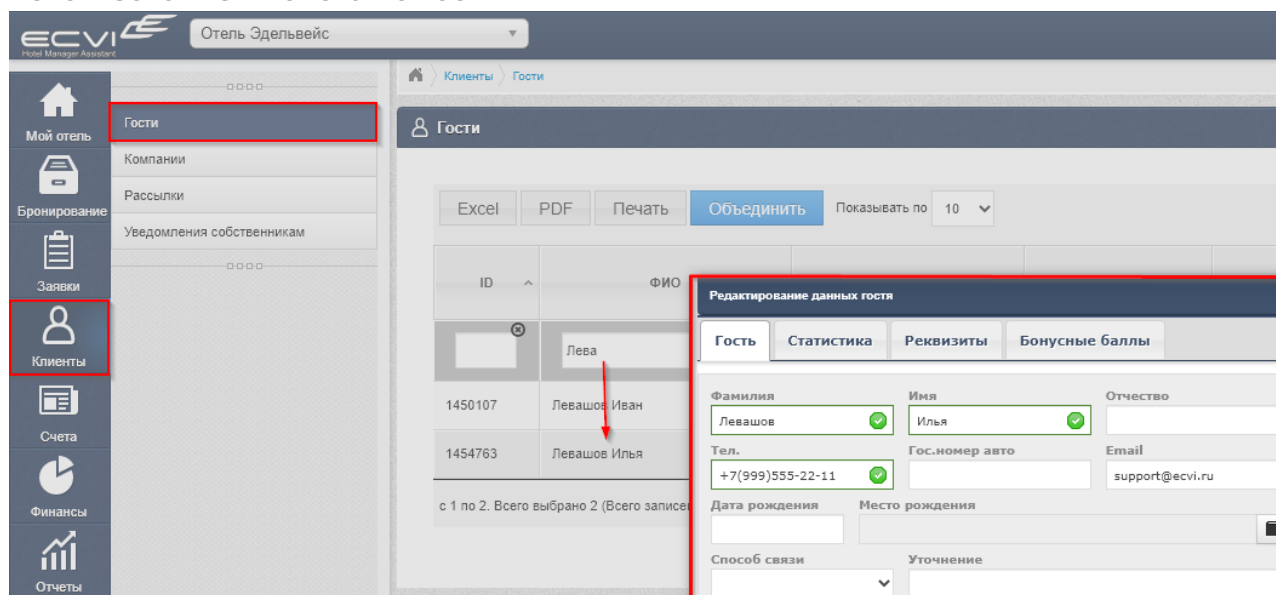 ECVI
Hotel Manager Assistant
Отель Эдельвейс
Клиенты
Гости
Мой отель
Бронирование
Заявки
Клиенты
Счета
Финансы
Отчеты
Гости
Компании
Рассылки
Уведомления собственникам
Гости
Excel PDF Печать Объединить Показывать по 10
ID ФИО
Лева
1450107 Левашов Иван
1454763 Левашов Илья
с 1 по 2. Всего выбрано 2 (Всего
Редактирование данных гостя
Гость Статистика Реквизиты Бонусные баллы
Фамилия Имя Отчество
Левашов Илья
Тел. Гос.номер авто Email
+7(999)555-22-11 support@ecvi.ru
Дата рождения Место рождения
Способ связи Уточнение